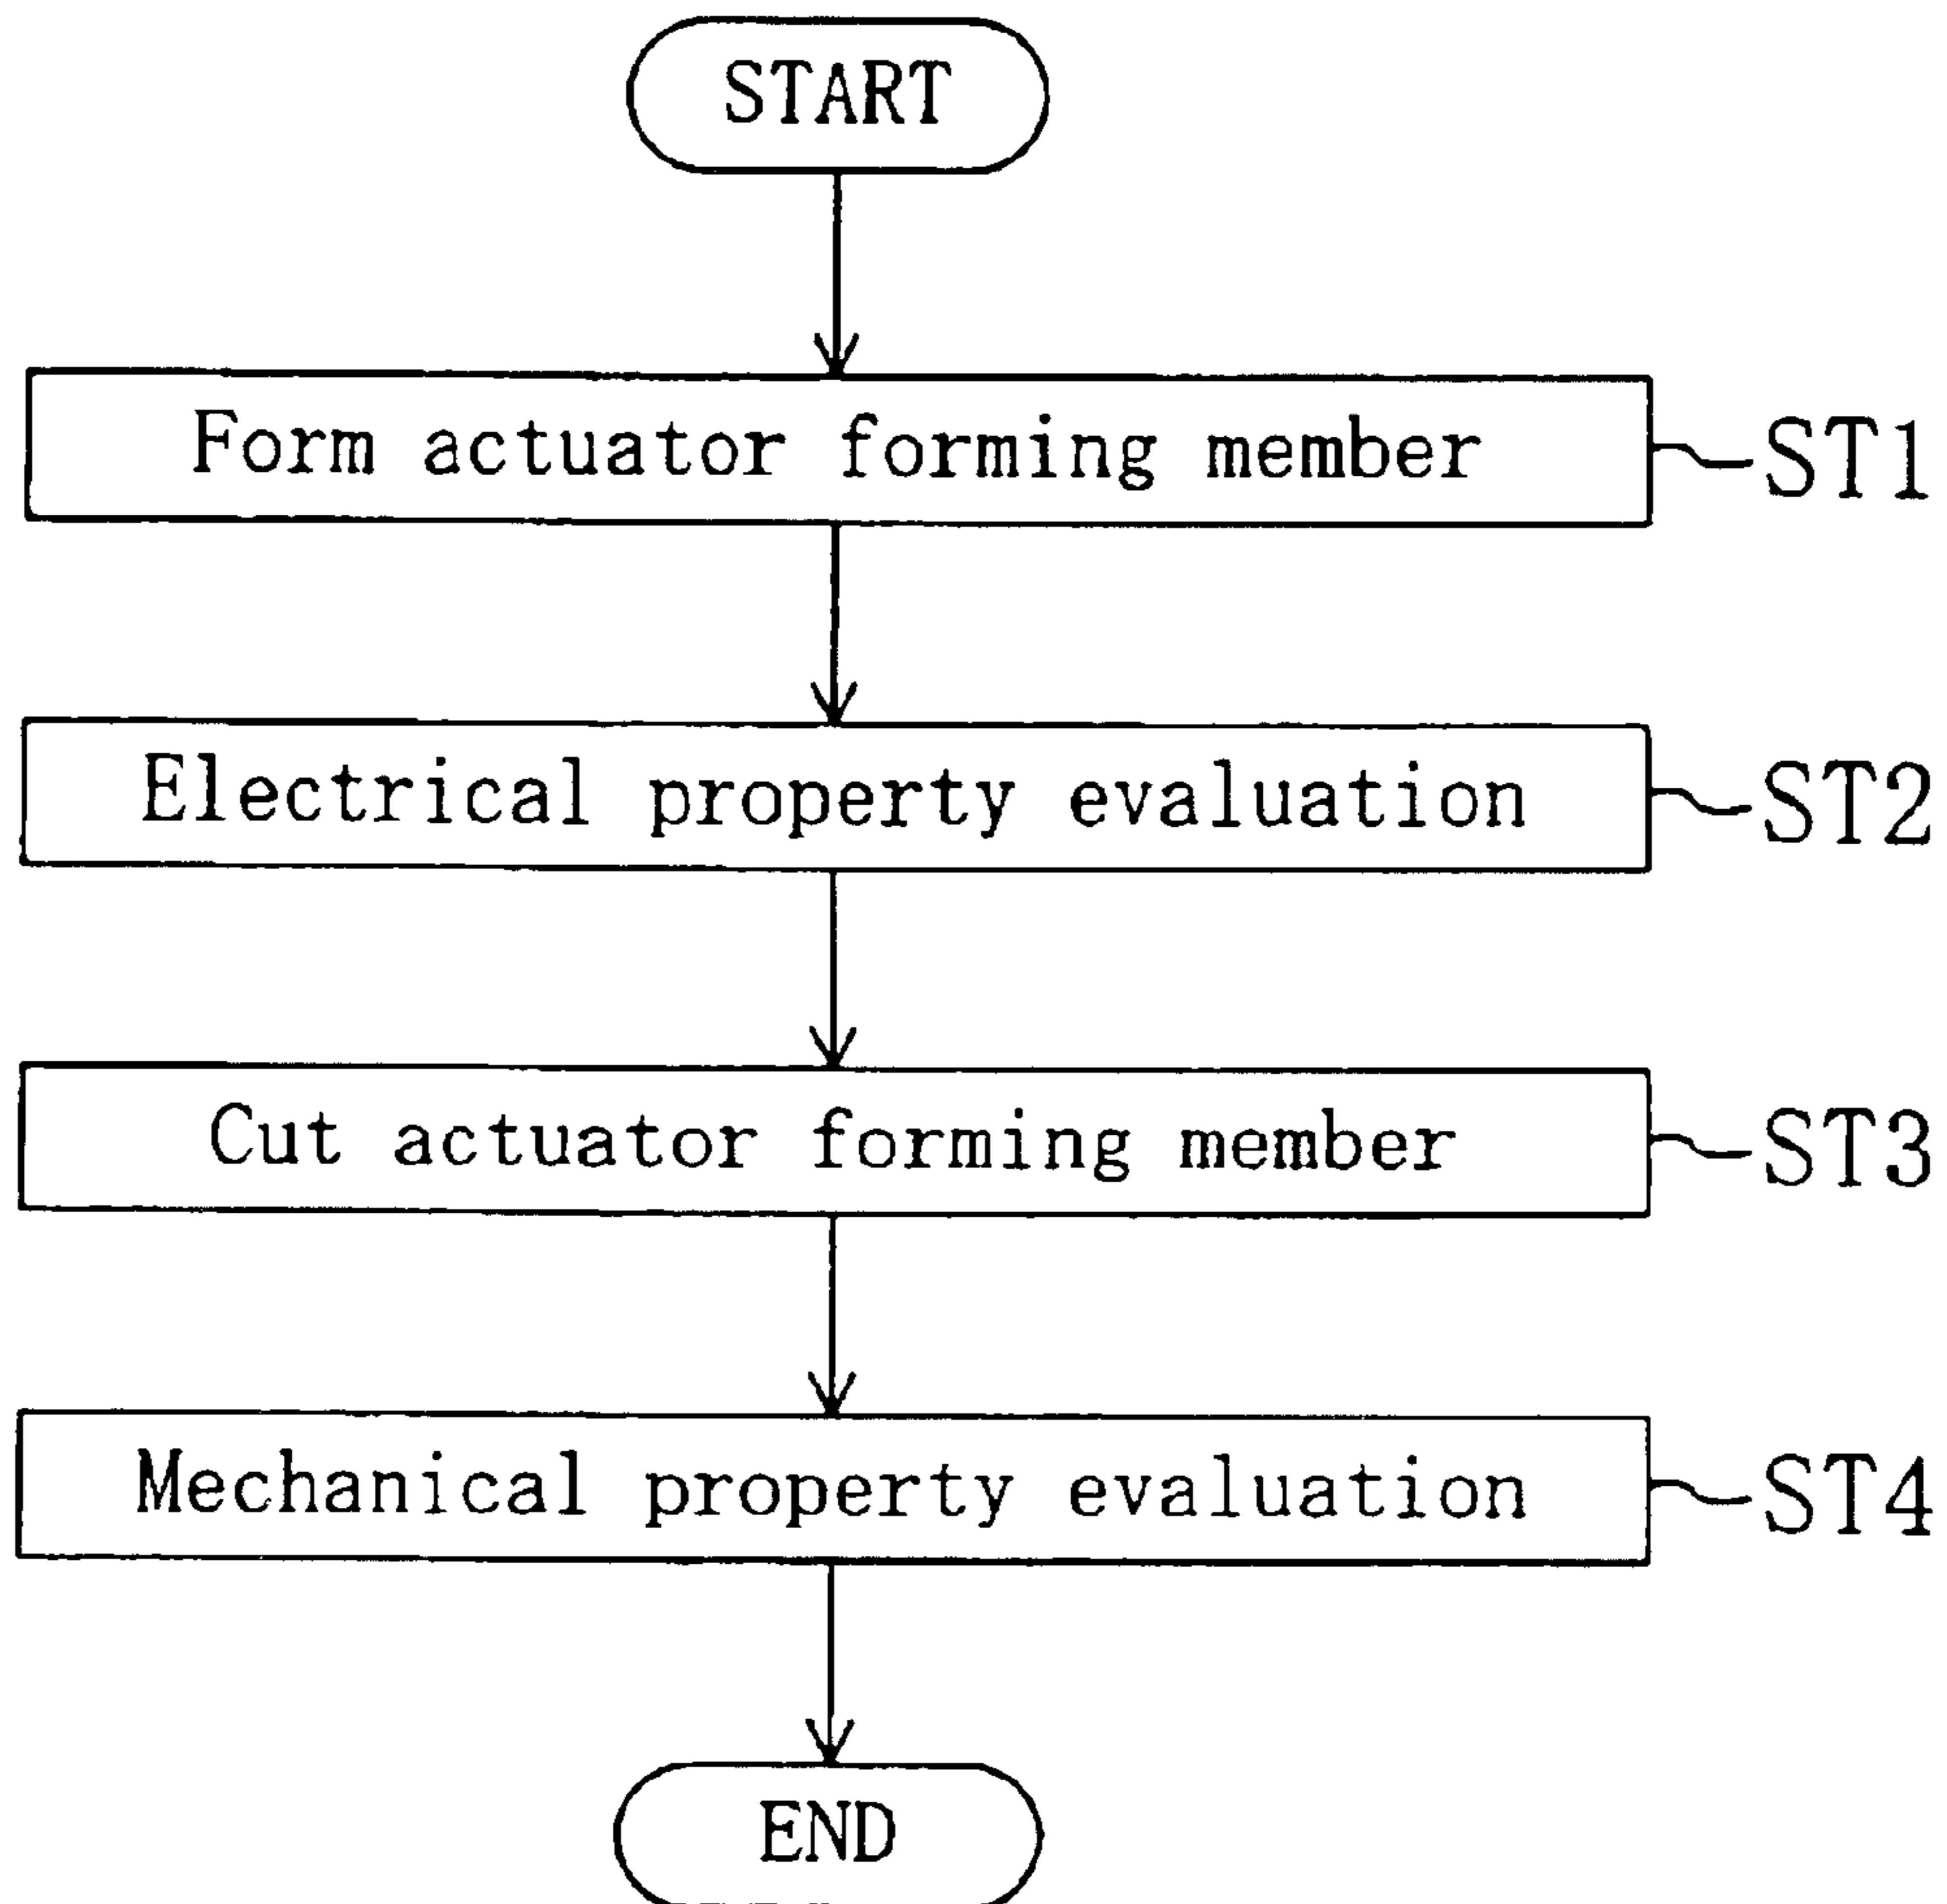 START
Form actuator forming member
ST1
Electrical property evaluation
ST2
Cut actuator forming member
ST3
Mechanical property evaluation
ST4
END